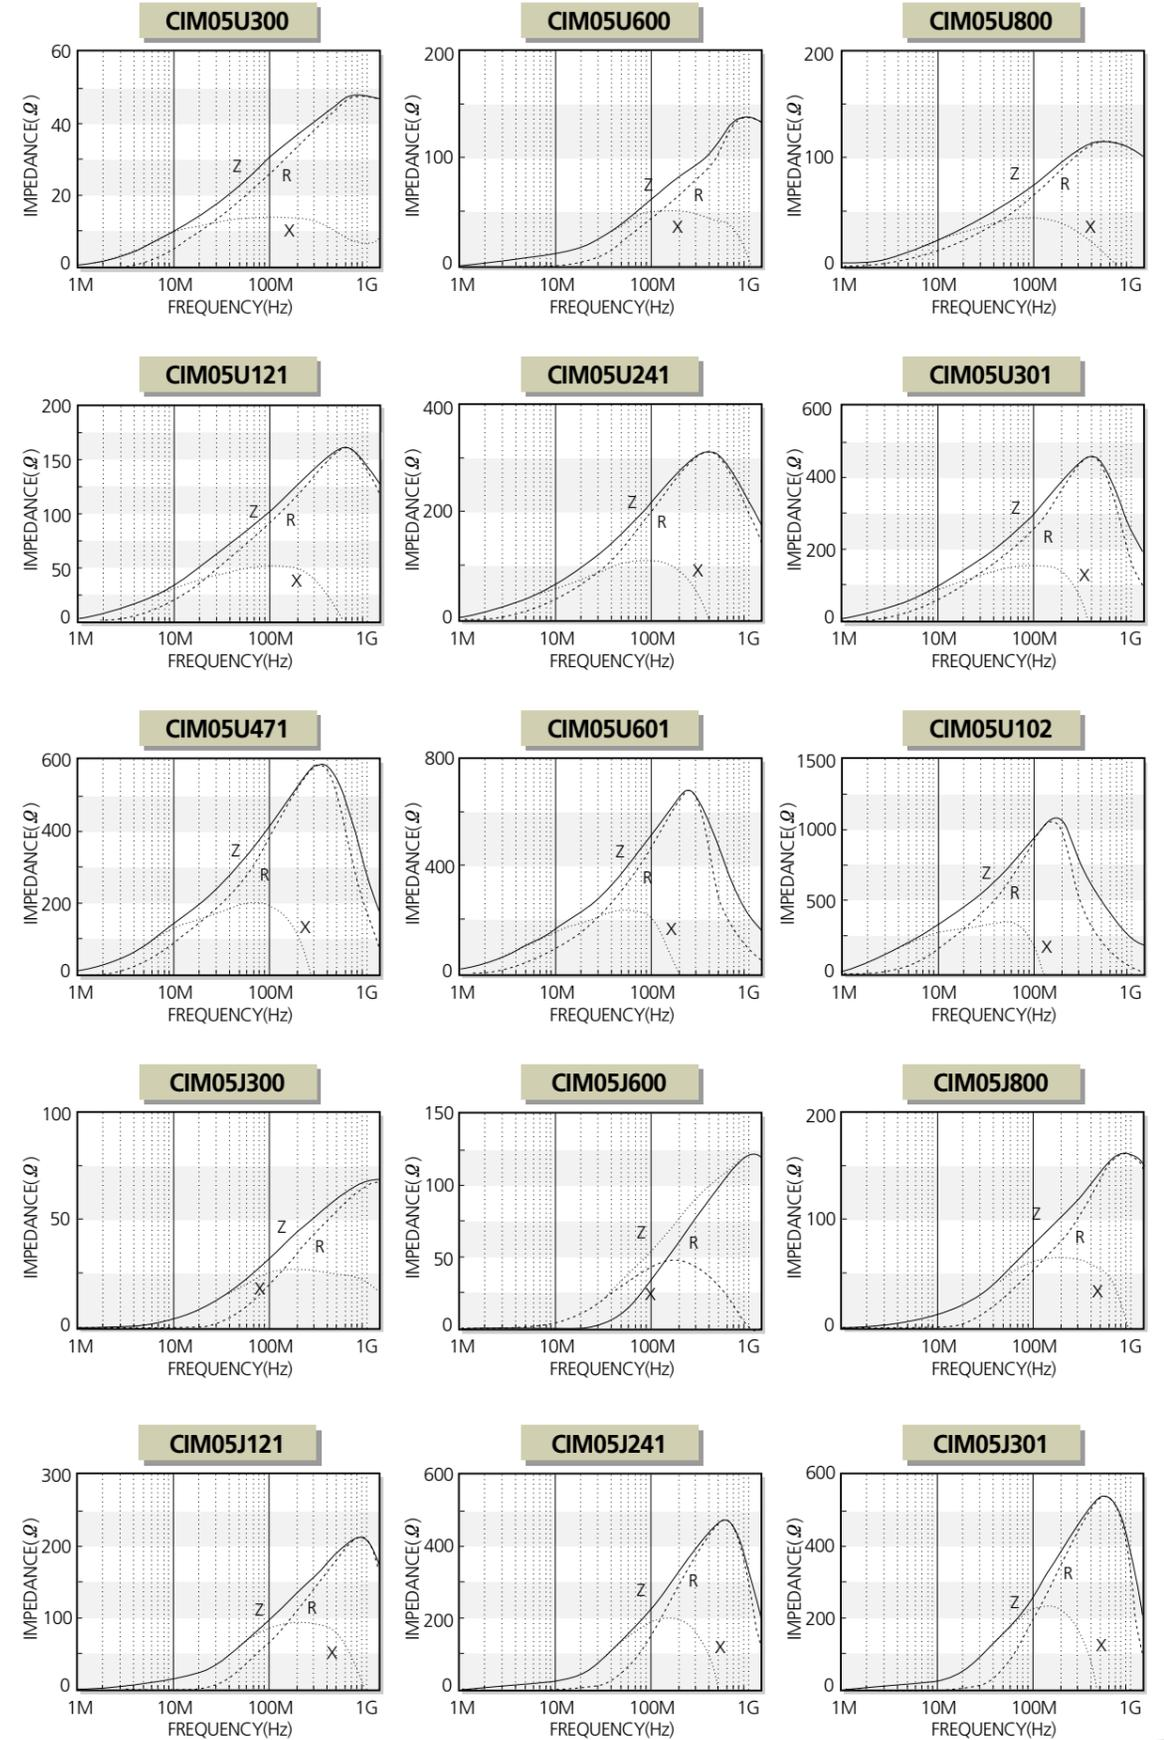 CIM05U300
CIM05U600
CIM05U800
IMPEDANCE(Ω)
60
40
20
0
Z
R
X
1M 10M 100M 1G
FREQUENCY(Hz)
IMPEDANCE(Ω)
200
100
0
Z
R
X
1M 10M 100M 1G
FREQUENCY(Hz)
IMPEDANCE(Ω)
200
100
0
Z
R
X
1M 10M 100M 1G
FREQUENCY(Hz)
CIM05U121
CIM05U241
CIM05U301
IMPEDANCE(Ω)
200
150
100
50
0
Z
R
X
1M 10M 100M 1G
FREQUENCY(Hz)
IMPEDANCE(Ω)
400
200
0
Z
R
X
1M 10M 100M 1G
FREQUENCY(Hz)
IMPEDANCE(Ω)
600
400
200
0
Z
R
X
1M 10M 100M 1G
FREQUENCY(Hz)
CIM05U471
CIM05U601
CIM05U102
IMPEDANCE(Ω)
600
400
200
0
Z
R
X
1M 10M 100M 1G
FREQUENCY(Hz)
IMPEDANCE(Ω)
800
400
0
Z
R
X
1M 10M 100M 1G
FREQUENCY(Hz)
IMPEDANCE(Ω)
1500
1000
500
0
Z
R
X
1M 10M 100M 1G
FREQUENCY(Hz)
CIM05J300
CIM05J600
CIM05J800
IMPEDANCE(Ω)
100
50
0
Z
R
X
1M 10M 100M 1G
FREQUENCY(Hz)
IMPEDANCE(Ω)
150
100
50
0
Z
R
X
1M 10M 100M 1G
FREQUENCY(Hz)
IMPEDANCE(Ω)
200
100
0
Z
R
X
1M 10M 100M 1G
FREQUENCY(Hz)
CIM05J121
CIM05J241
CIM05J301
IMPEDANCE(Ω)
300
200
100
0
Z
R
X
1M 10M 100M 1G
FREQUENCY(Hz)
IMPEDANCE(Ω)
600
400
200
0
Z
R
X
1M 10M 100M 1G
FREQUENCY(Hz)
IMPEDANCE(Ω)
600
400
200
0
Z
R
X
1M 10M 100M 1G
FREQUENCY(Hz)